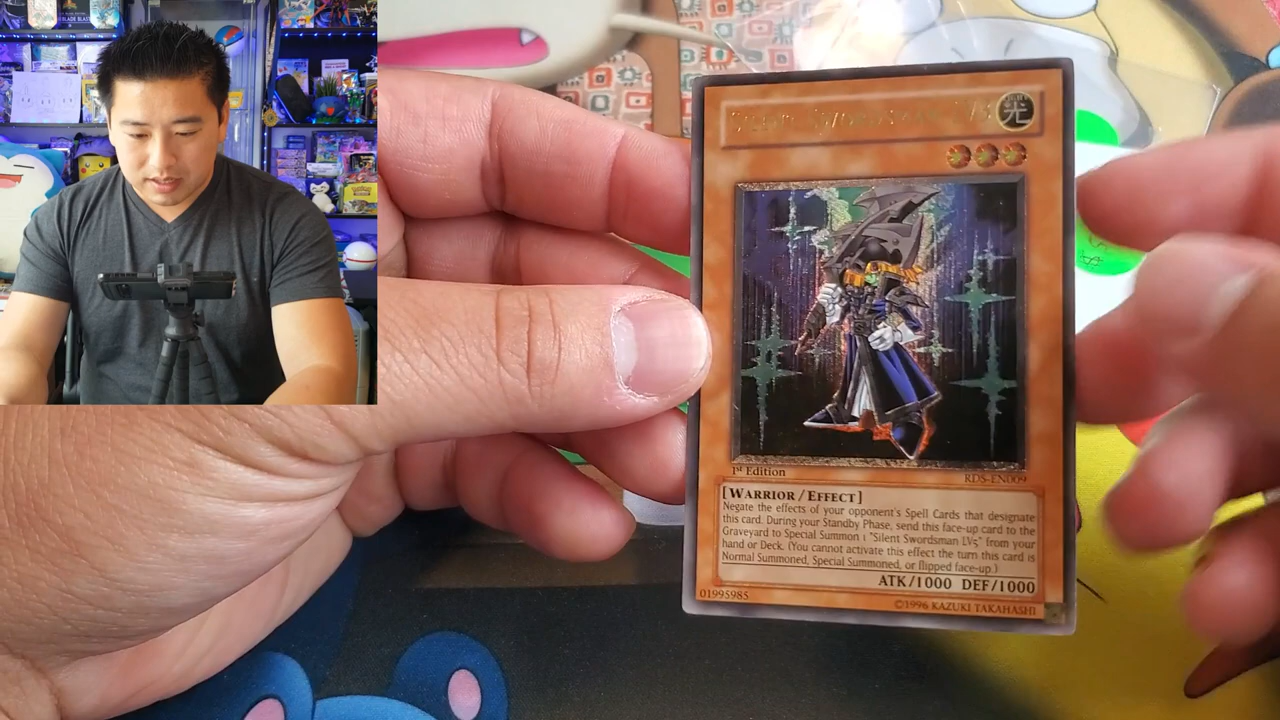 Silent Swordsman LV3
光
1st Edition
RDS-EN009
[WARRIOR/EFFECT]
Negate the effects of your opponent's Spell Cards that designate
this card. During your Standby Phase, send this face-up card to the
Graveyard to Special Summon 1 "Silent Swordsman LV5" from your
hand or Deck. (You cannot activate this effect the turn this card is
Normal Summoned, Special Summoned, or flipped face-up.)
ATK/1000 DEF/1000
01995985
©1996 KAZUKI TAKAHASHI